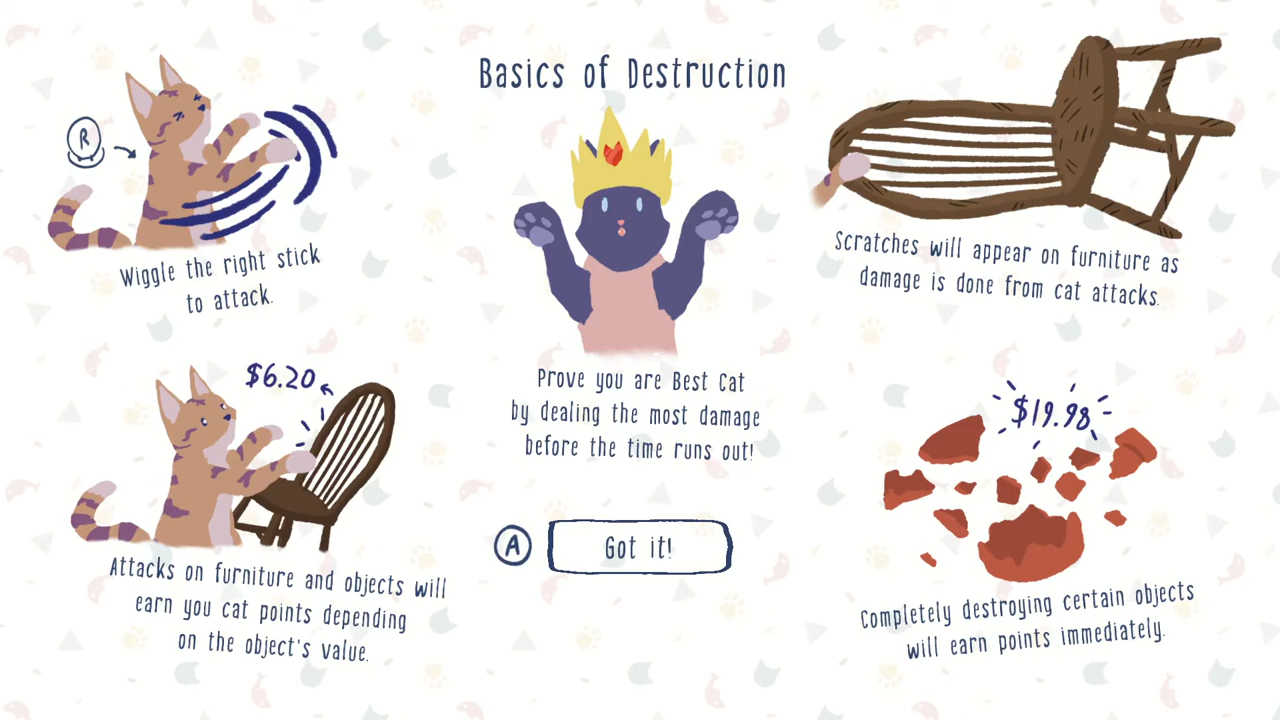 Basics of Destruction
R
Wiggle the right stick
to attack.
$6.20
Attacks on furniture and objects will
earn you cat points depending
on the object's value.
Prove you are Best Cat
by dealing the most damage
before the time runs out!
A
Got it!
Scratches will appear on furniture as
damage is done from cat attacks.
$19.98
Completely destroying certain objects
will earn points immediately.